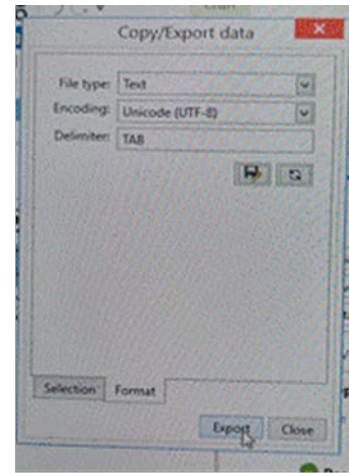 Copy/Export data
File type: Text
Encoding: Unicode (UTF-8)
Delimiter: TAB
Selection Format
Export Close